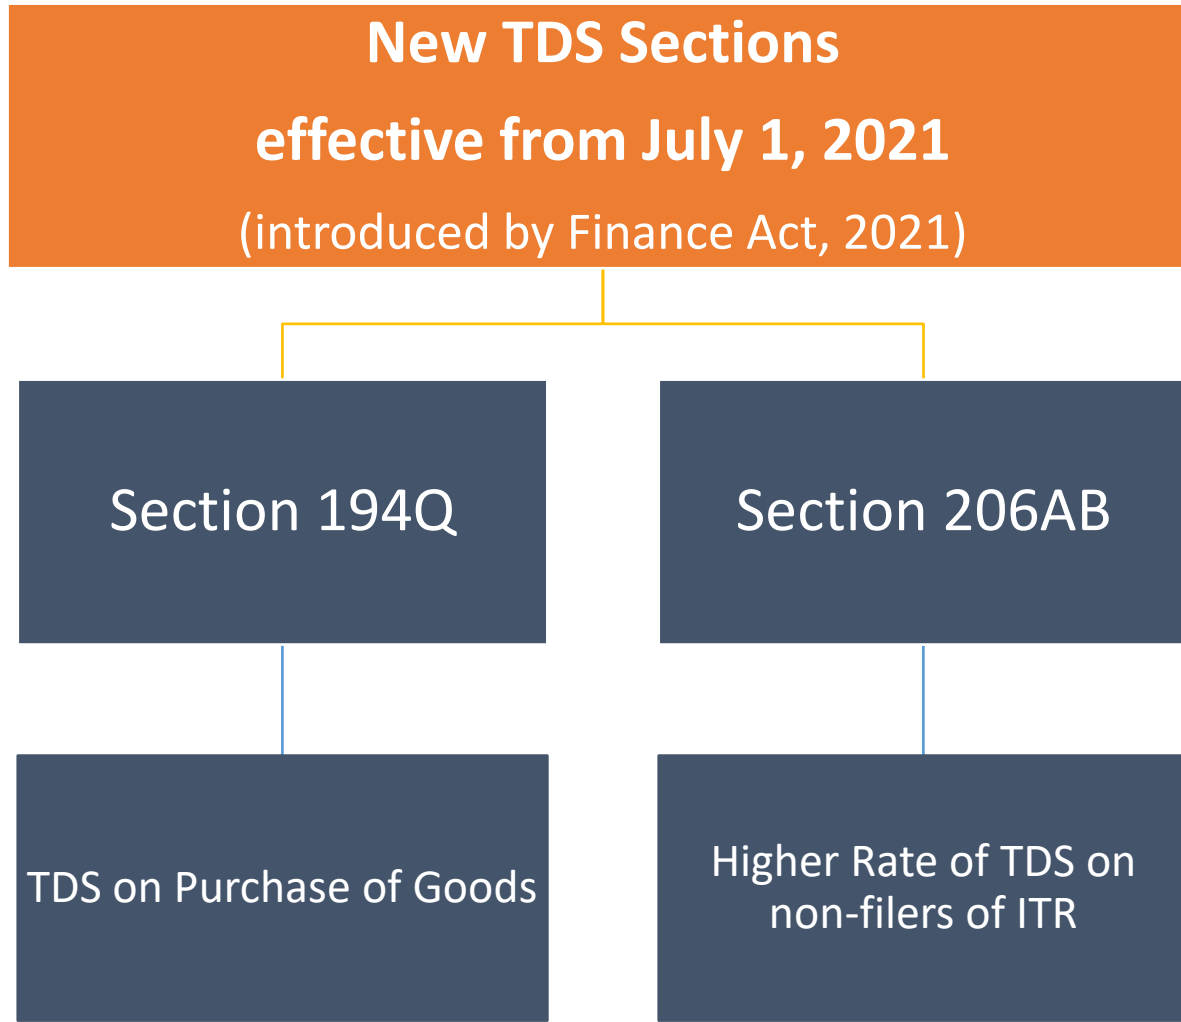 New TDS Sections
effective from July 1, 2021
(introduced by Finance Act, 2021)
Section 194Q
Section 206AB
TDS on Purchase of Goods
Higher Rate of TDS on
non-filers of ITR